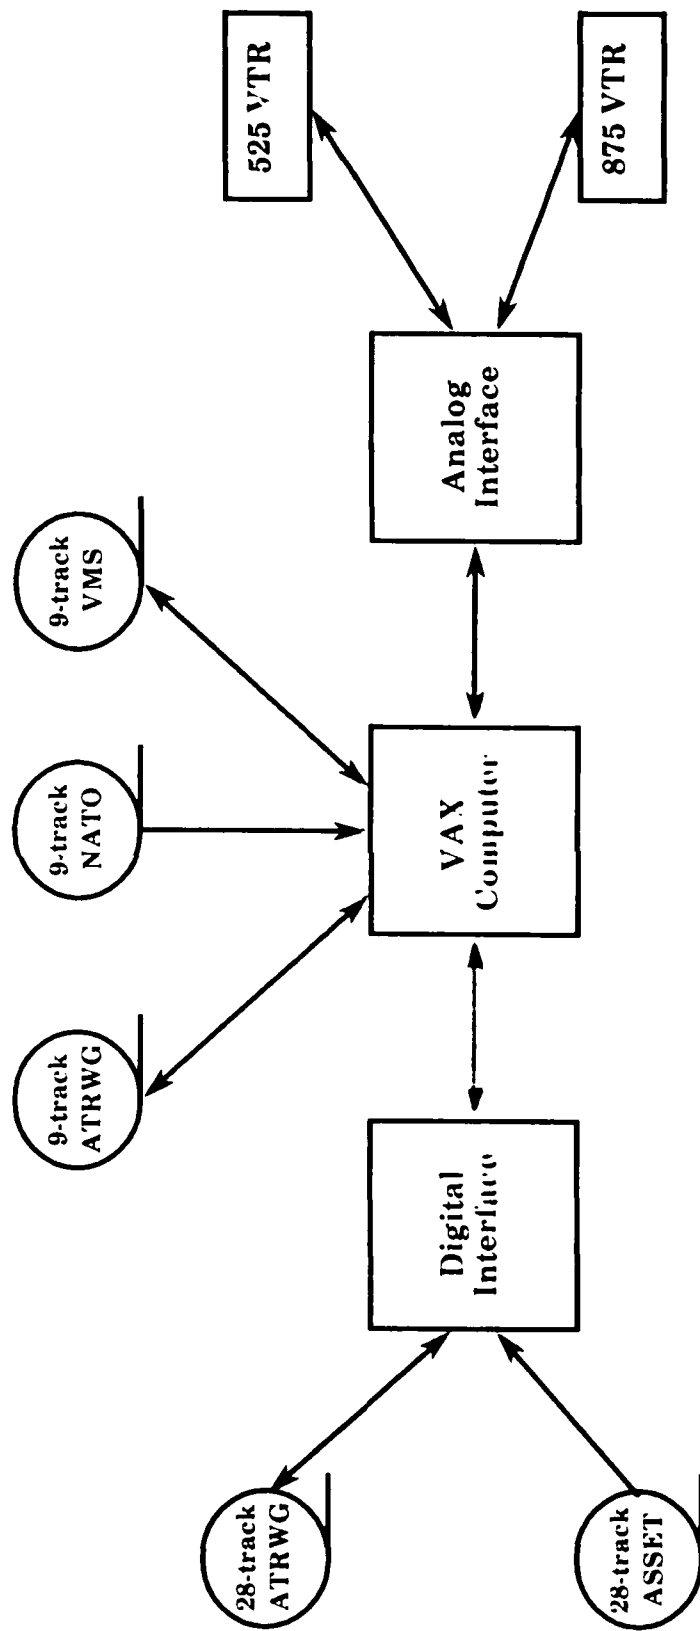 28-track
ATRWG
28-track
ASSET
Digital
Interface
9-track
ATRWG
9-track
NATO
9-track
VMS
VAX
Computer
Analog
Interface
525 VTR
875 VTR